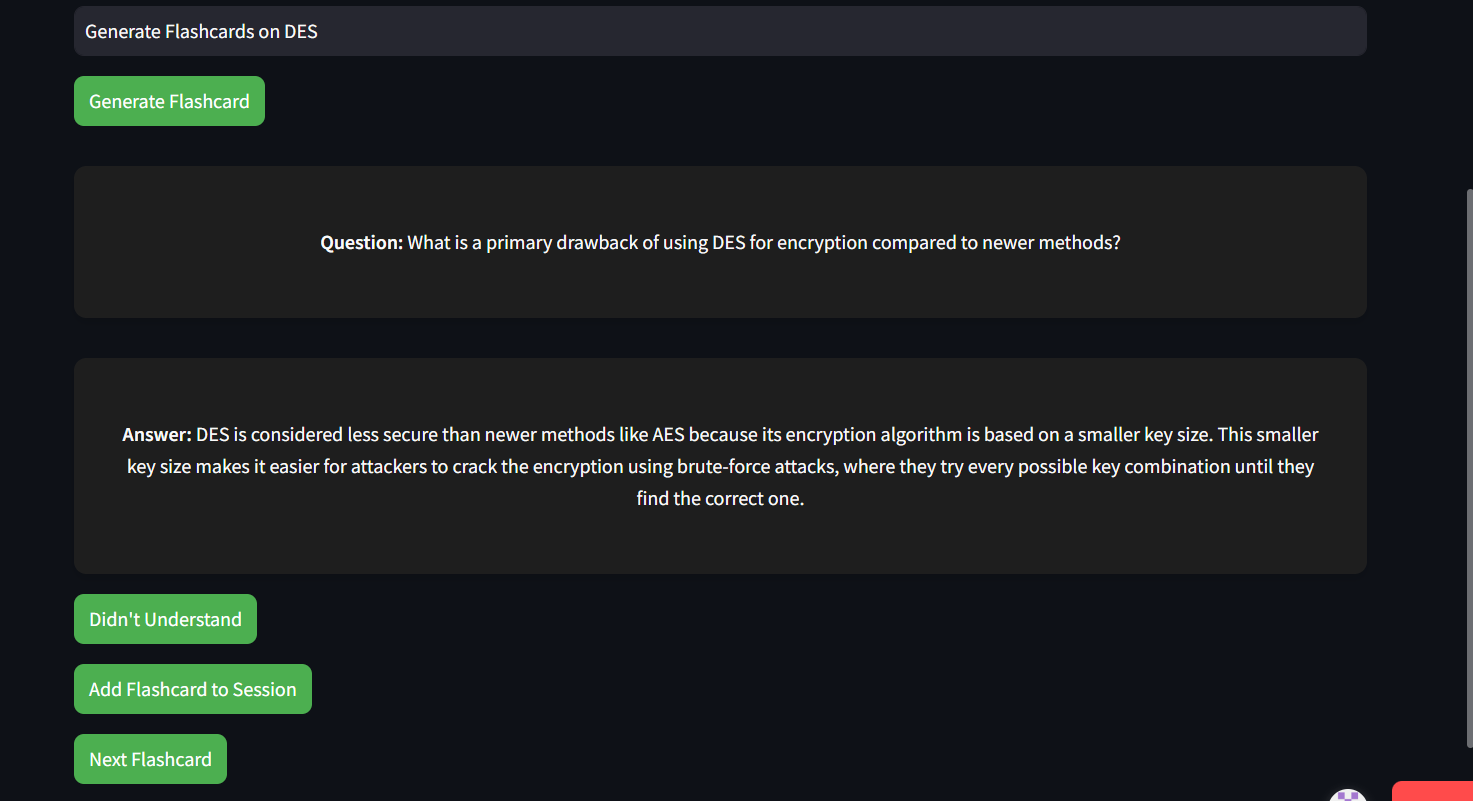 Generate Flashcards on DES
Generate Flashcard
Question: What is a primary drawback of using DES for encryption compared to newer methods?
Answer: DES is considered less secure than newer methods like AES because its encryption algorithm is based on a smaller key size. This smaller
key size makes it easier for attackers to crack the encryption using brute-force attacks, where they try every possible key combination until they
find the correct one.
Didn't Understand
Add Flashcard to Session
Next Flashcard